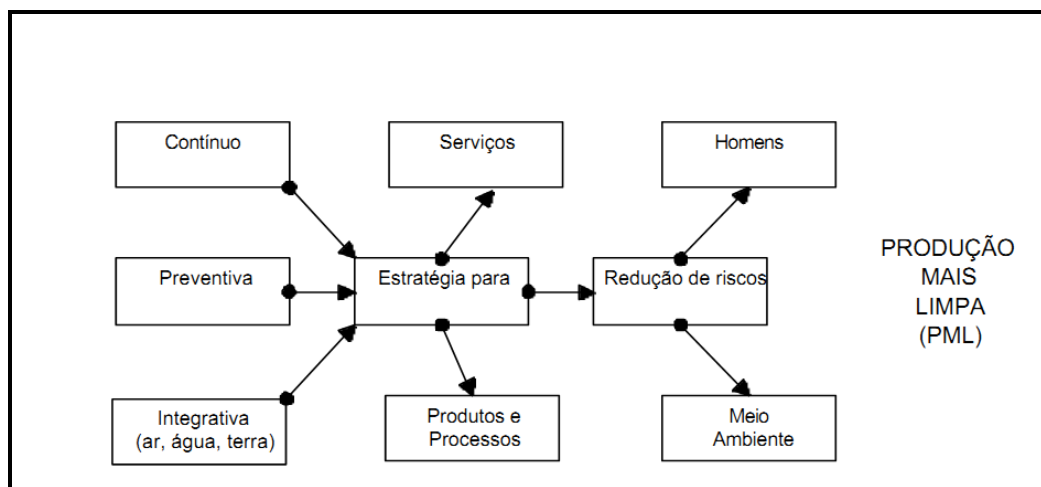 Contínuo
Serviços
Homens
Preventiva
Estratégia para
Redução de riscos
PRODUÇÃO
MAIS
LIMPA
(PML)
Integrativa
(ar, água, terra)
Produtos e
Processos
Meio
Ambiente